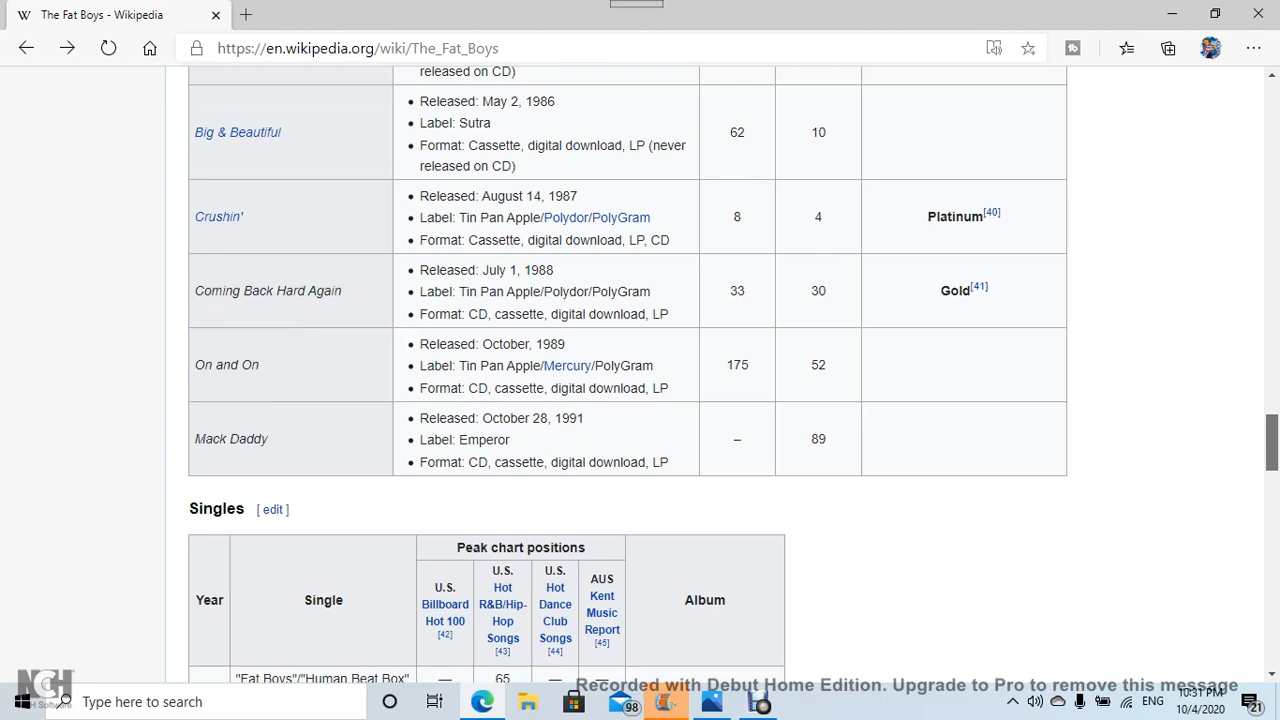 The Fat Boys - Wikipedia
https://en.wikipedia.org/wiki/The_Fat_Boys
released on CD)
Big & Beautiful
• Released: May 2, 1986
• Label: Sutra
• Format: Cassette, digital download, LP (never
released on CD)
62
10
Crushin'
• Released: August 14, 1987
• Label: Tin Pan Apple/Polydor/PolyGram
• Format: Cassette, digital download, LP, CD
8
4
Platinum[40]
Coming Back Hard Again
• Released: July 1, 1988
• Label: Tin Pan Apple/Polydor/PolyGram
• Format: CD, cassette, digital download, LP
33
30
Gold[41]
On and On
• Released: October, 1989
• Label: Tin Pan Apple/Mercury/PolyGram
• Format: CD, cassette, digital download, LP
175
52
Mack Daddy
• Released: October 28, 1991
• Label: Emperor
• Format: CD, cassette, digital download, LP
–
89
Singles [ edit ]
Year
Single
Peak chart positions
U.S.
Billboard
Hot 100
[42]
U.S.
Hot
R&B/Hip-
Hop
Songs
[43]
U.S.
Hot
Dance
Club
Songs
[44]
AUS
Kent
Music
Report
[45]
Album
"Fat Boys"/"Human Beat Box"
—
65
—
—
Recorded with Debut Home Edition. Upgrade to Pro to remove this message
NCH
NCH Software
Type here to search
98
ENG
10:31 PM
10/4/2020
21